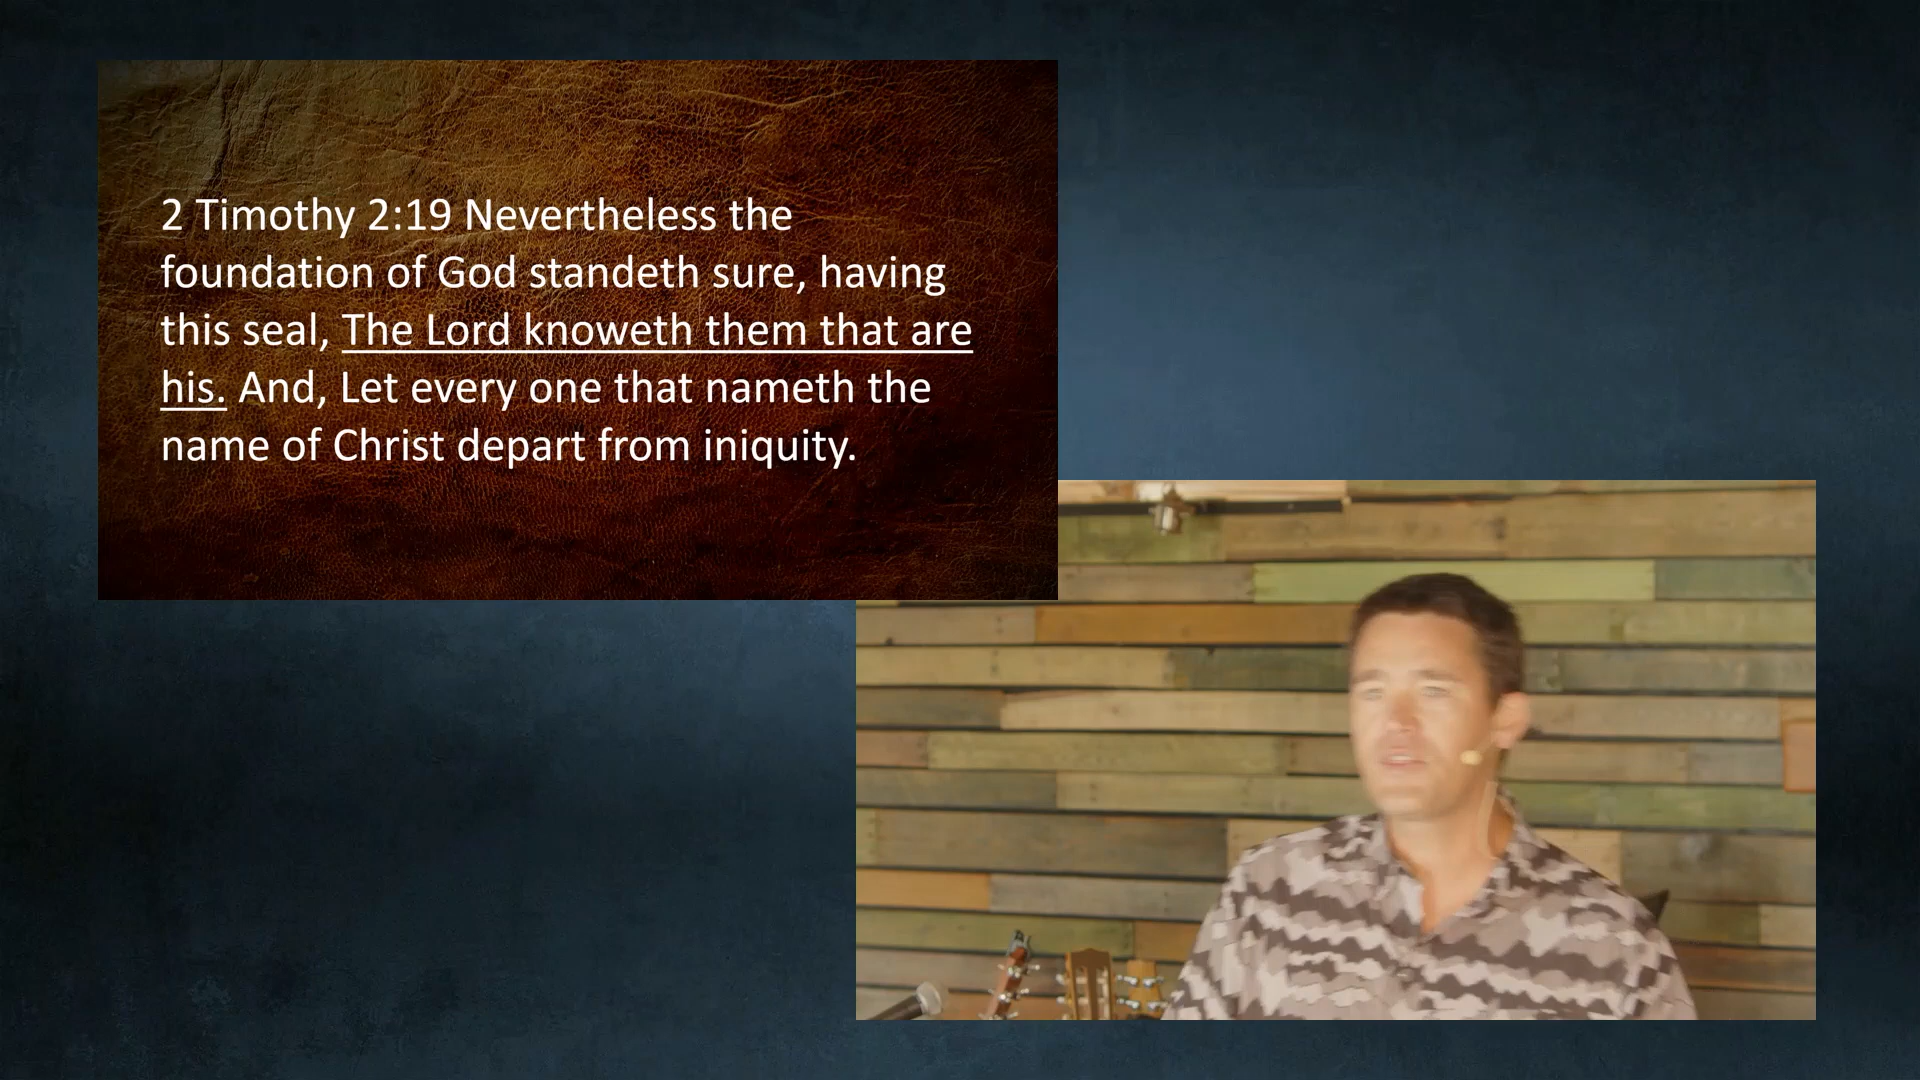 2 Timothy 2:19 Nevertheless the
foundation of God standeth sure, having
this seal, The Lord knoweth them that are
his. And, Let every one that nameth the
name of Christ depart from iniquity.